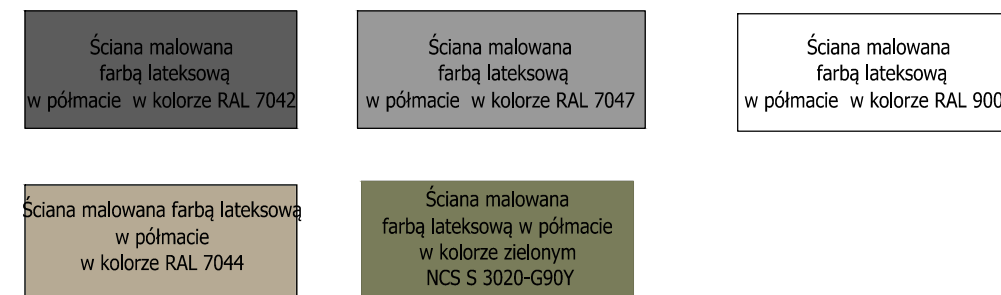 Ściana malowana
farbą lateksową
w półmacie w kolorze RAL 7042
Ściana malowana
farbą lateksową
w półmacie w kolorze RAL 7047
Ściana malowana
farbą lateksową
w półmacie w kolorze RAL 900
Ściana malowana farbą lateksową
w półmacie
w kolorze RAL 7044
Ściana malowana
farbą lateksową w półmacie
w kolorze zielonym
NCS S 3020-G90Y